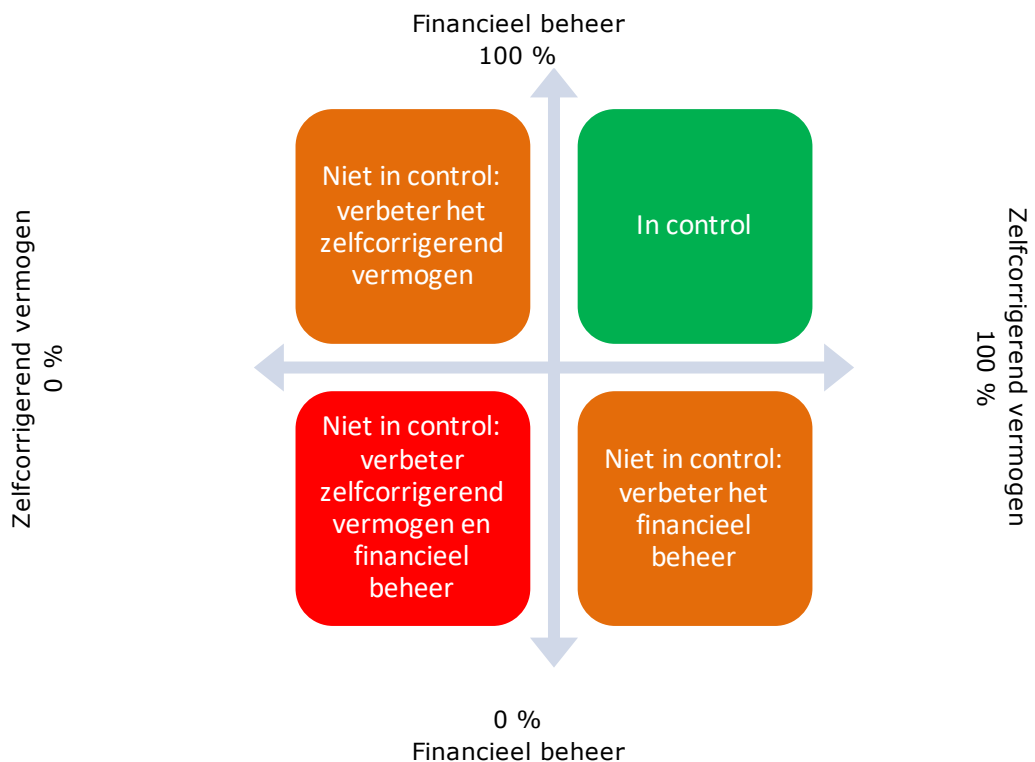 Financieel beheer
100 %
Niet in control:
verbeter het
zelfcorrigerend
vermogen
In control
Zelfcorrigerend vermogen
0 %
Zelfcorrigerend vermogen
100 %
Niet in control:
verbeter
zelfcorrigerend
vermogen en
financieel
beheer
Niet in control:
verbeter het
financieel
beheer
0 %
Financieel beheer